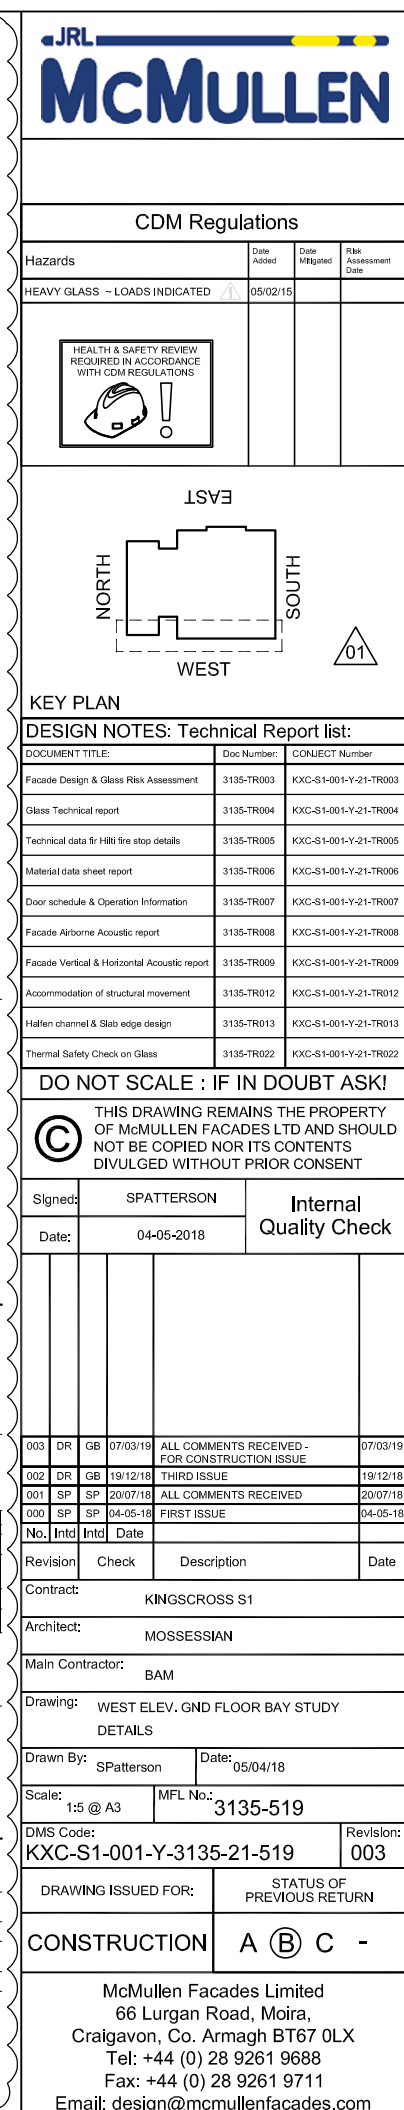 JRL
McMULLEN
CDM Regulations
Hazards Date Added Date Mitigated Risk Assessment Date
HEAVY GLASS ~ LOADS INDICATED ! 05/02/15
HEALTH & SAFETY REVIEW
REQUIRED IN ACCORDANCE
WITH CDM REGULATIONS
EAST
NORTH
SOUTH
WEST
01
KEY PLAN
DESIGN NOTES: Technical Report list:
DOCUMENT TITLE: Doc Number: CONJECT Number
Facade Design & Glass Risk Assessment 3135-TR003 KXC-S1-001-Y-21-TR003
Glass Technical report 3135-TR004 KXC-S1-001-Y-21-TR004
Technical data fir Hilti fire stop details 3135-TR005 KXC-S1-001-Y-21-TR005
Material data sheet report 3135-TR006 KXC-S1-001-Y-21-TR006
Door schedule & Operation Information 3135-TR007 KXC-S1-001-Y-21-TR007
Facade Airborne Acoustic report 3135-TR008 KXC-S1-001-Y-21-TR008
Facade Vertical & Horizontal Acoustic report 3135-TR009 KXC-S1-001-Y-21-TR009
Accommodation of structural movement 3135-TR012 KXC-S1-001-Y-21-TR012
Halfen channel & Slab edge design 3135-TR013 KXC-S1-001-Y-21-TR013
Thermal Safety Check on Glass 3135-TR022 KXC-S1-001-Y-21-TR022
DO NOT SCALE : IF IN DOUBT ASK!
©
THIS DRAWING REMAINS THE PROPERTY
OF McMULLEN FACADES LTD AND SHOULD
NOT BE COPIED NOR ITS CONTENTS
DIVULGED WITHOUT PRIOR CONSENT
Signed: SPATTERSON
Date: 04-05-2018
Internal
Quality Check
003 DR GB 07/03/19 ALL COMMENTS RECEIVED - 07/03/19
FOR CONSTRUCTION ISSUE
002 DR GB 19/12/18 THIRD ISSUE 19/12/18
001 SP SP 20/07/18 ALL COMMENTS RECEIVED 20/07/18
000 SP SP 04-05-18 FIRST ISSUE 04-05-18
No. Intd Intd Date
Revision Check Description Date
Contract: KINGSCROSS S1
Architect: MOSSESSIAN
Main Contractor: BAM
Drawing: WEST ELEV. GND FLOOR BAY STUDY
DETAILS
Drawn By: SPatterson Date: 05/04/18
Scale: 1:5 @ A3 MFL No.: 3135-519
DMS Code: Revision:
KXC-S1-001-Y-3135-21-519 003
DRAWING ISSUED FOR: STATUS OF
PREVIOUS RETURN
CONSTRUCTION A B C -
McMullen Facades Limited
66 Lurgan Road, Moira,
Craigavon, Co. Armagh BT67 0LX
Tel: +44 (0) 28 9261 9688
Fax: +44 (0) 28 9261 9711
Email: design@mcmullenfacades.com